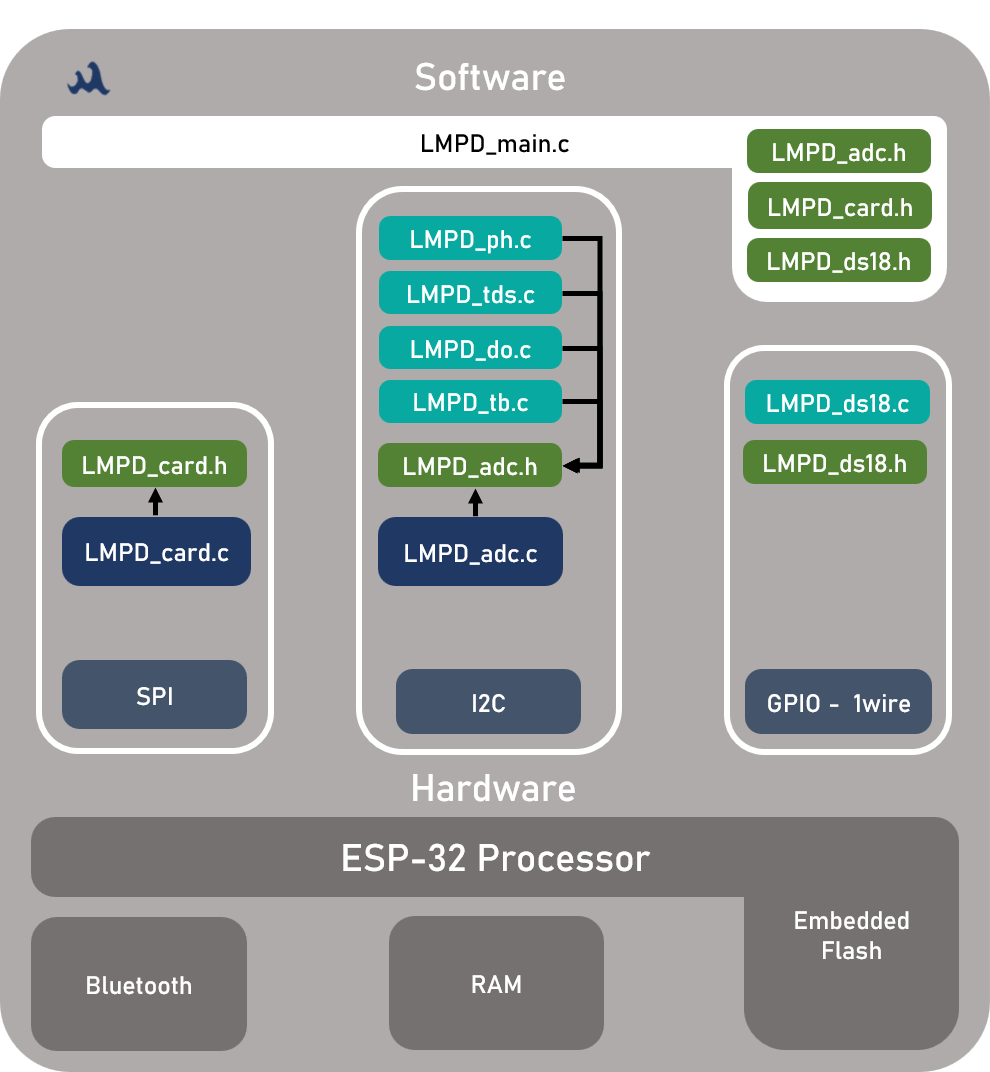 Software
LMPD_main.c
LMPD_adc.h
LMPD_card.h
LMPD_ds18.h
LMPD_card.h
LMPD_card.c
SPI
LMPD_ph.c
LMPD_tds.c
LMPD_do.c
LMPD_tb.c
LMPD_adc.h
LMPD_adc.c
I2C
LMPD_ds18.c
LMPD_ds18.h
GPIO - 1wire
Hardware
ESP-32 Processor
Bluetooth
RAM
Embedded
Flash